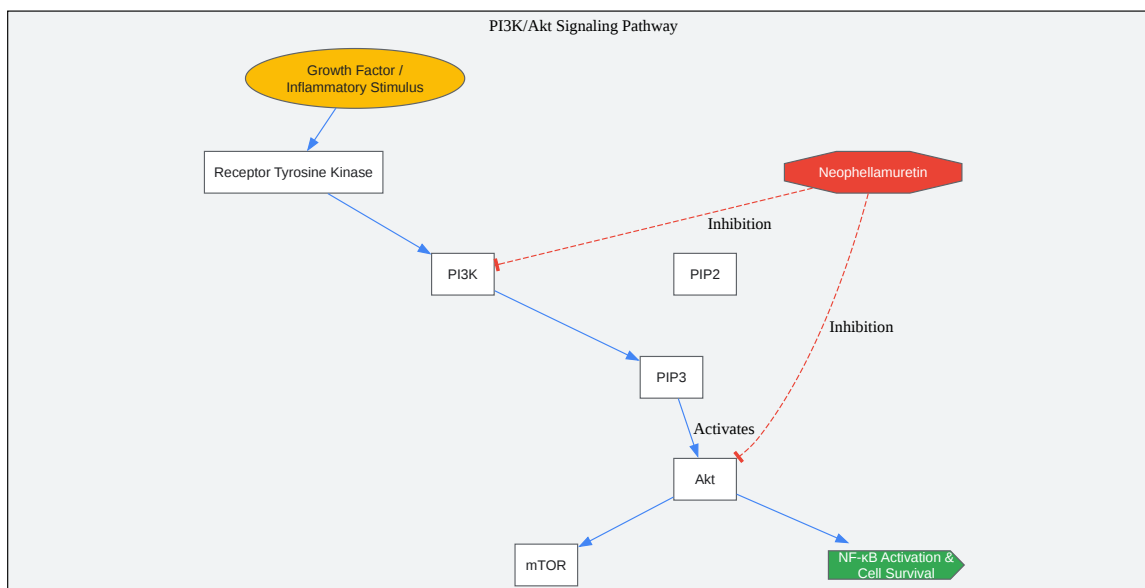 PI3K/Akt Signaling Pathway
Growth Factor /
Inflammatory Stimulus
Receptor Tyrosine Kinase
Neophellamuretin
Inhibition
PI3K
PIP2
Inhibition
PIP3
Activates
Akt
mTOR
NF-κB Activation &
Cell Survival